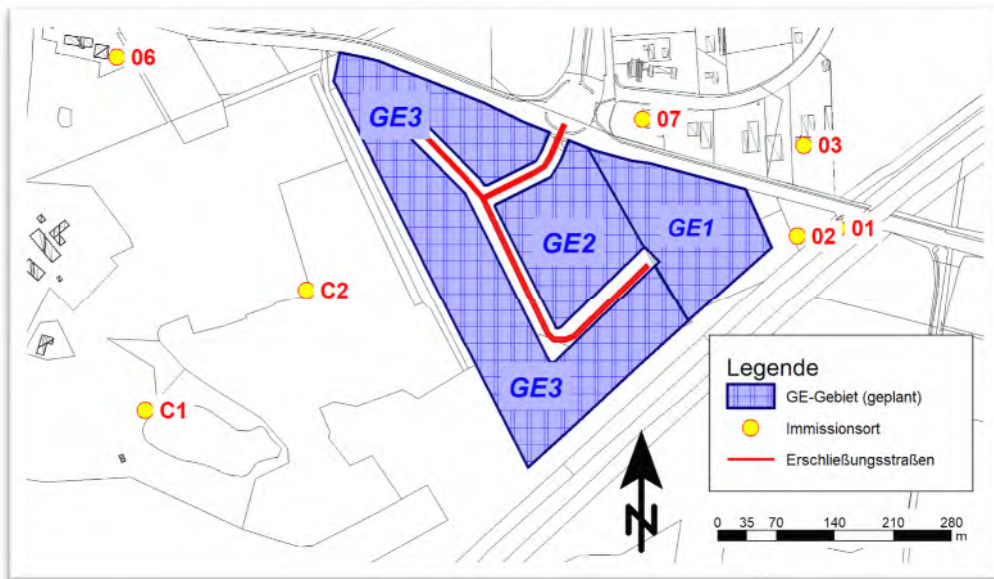 06
GE3
07
03
GE2
GE1
02
01
C2
GE3
C1
Legende
GE-Gebiet (geplant)
Immissionsort
Erschließungsstraßen
N
0 35 70 140 210 280
m